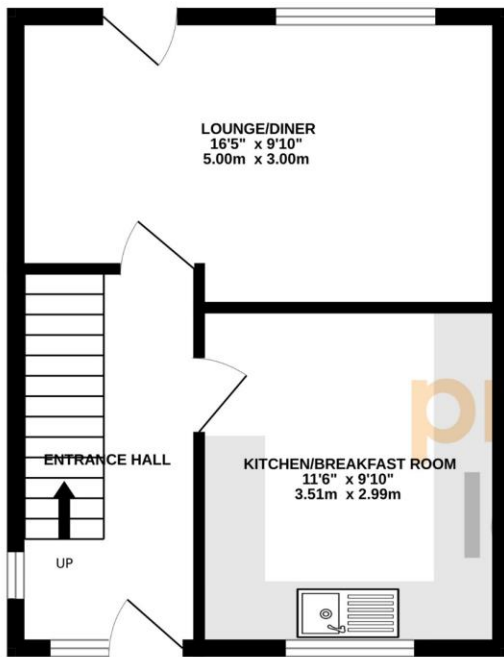 LOUNGE/DINER
16'5" x 9'10"
5.00m x 3.00m
ENTRANCE HALL
KITCHEN/BREAKFAST ROOM
11'6" x 9'10"
3.51m x 2.99m
UP